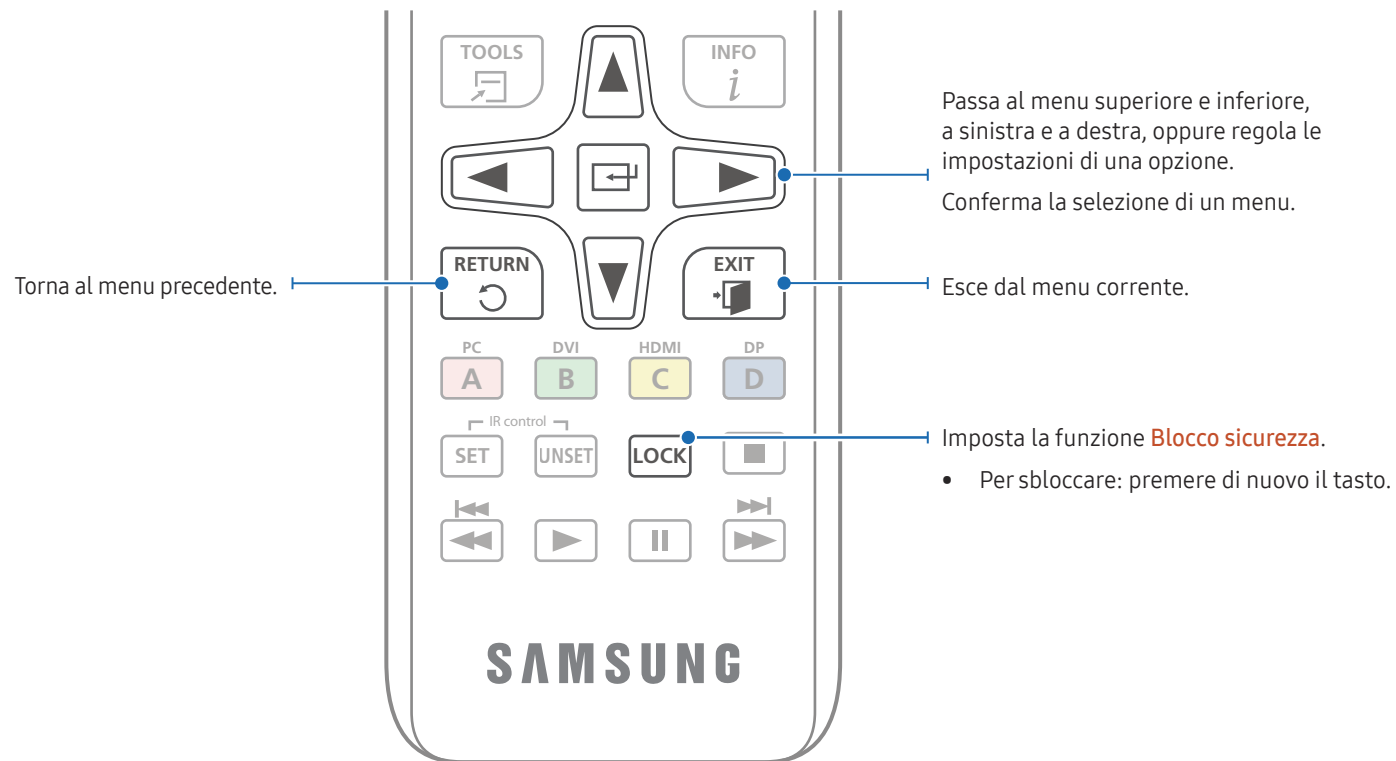 TOOLS
INFO
i
Passa al menu superiore e inferiore,
a sinistra e a destra, oppure regola le
impostazioni di una opzione.
Conferma la selezione di un menu.
Torna al menu precedente.
RETURN
EXIT
Esce dal menu corrente.
PC DVI HDMI DP
A B C D
IR control
SET UNSET LOCK
Imposta la funzione Blocco sicurezza.
• Per sbloccare: premere di nuovo il tasto.
SAMSUNG